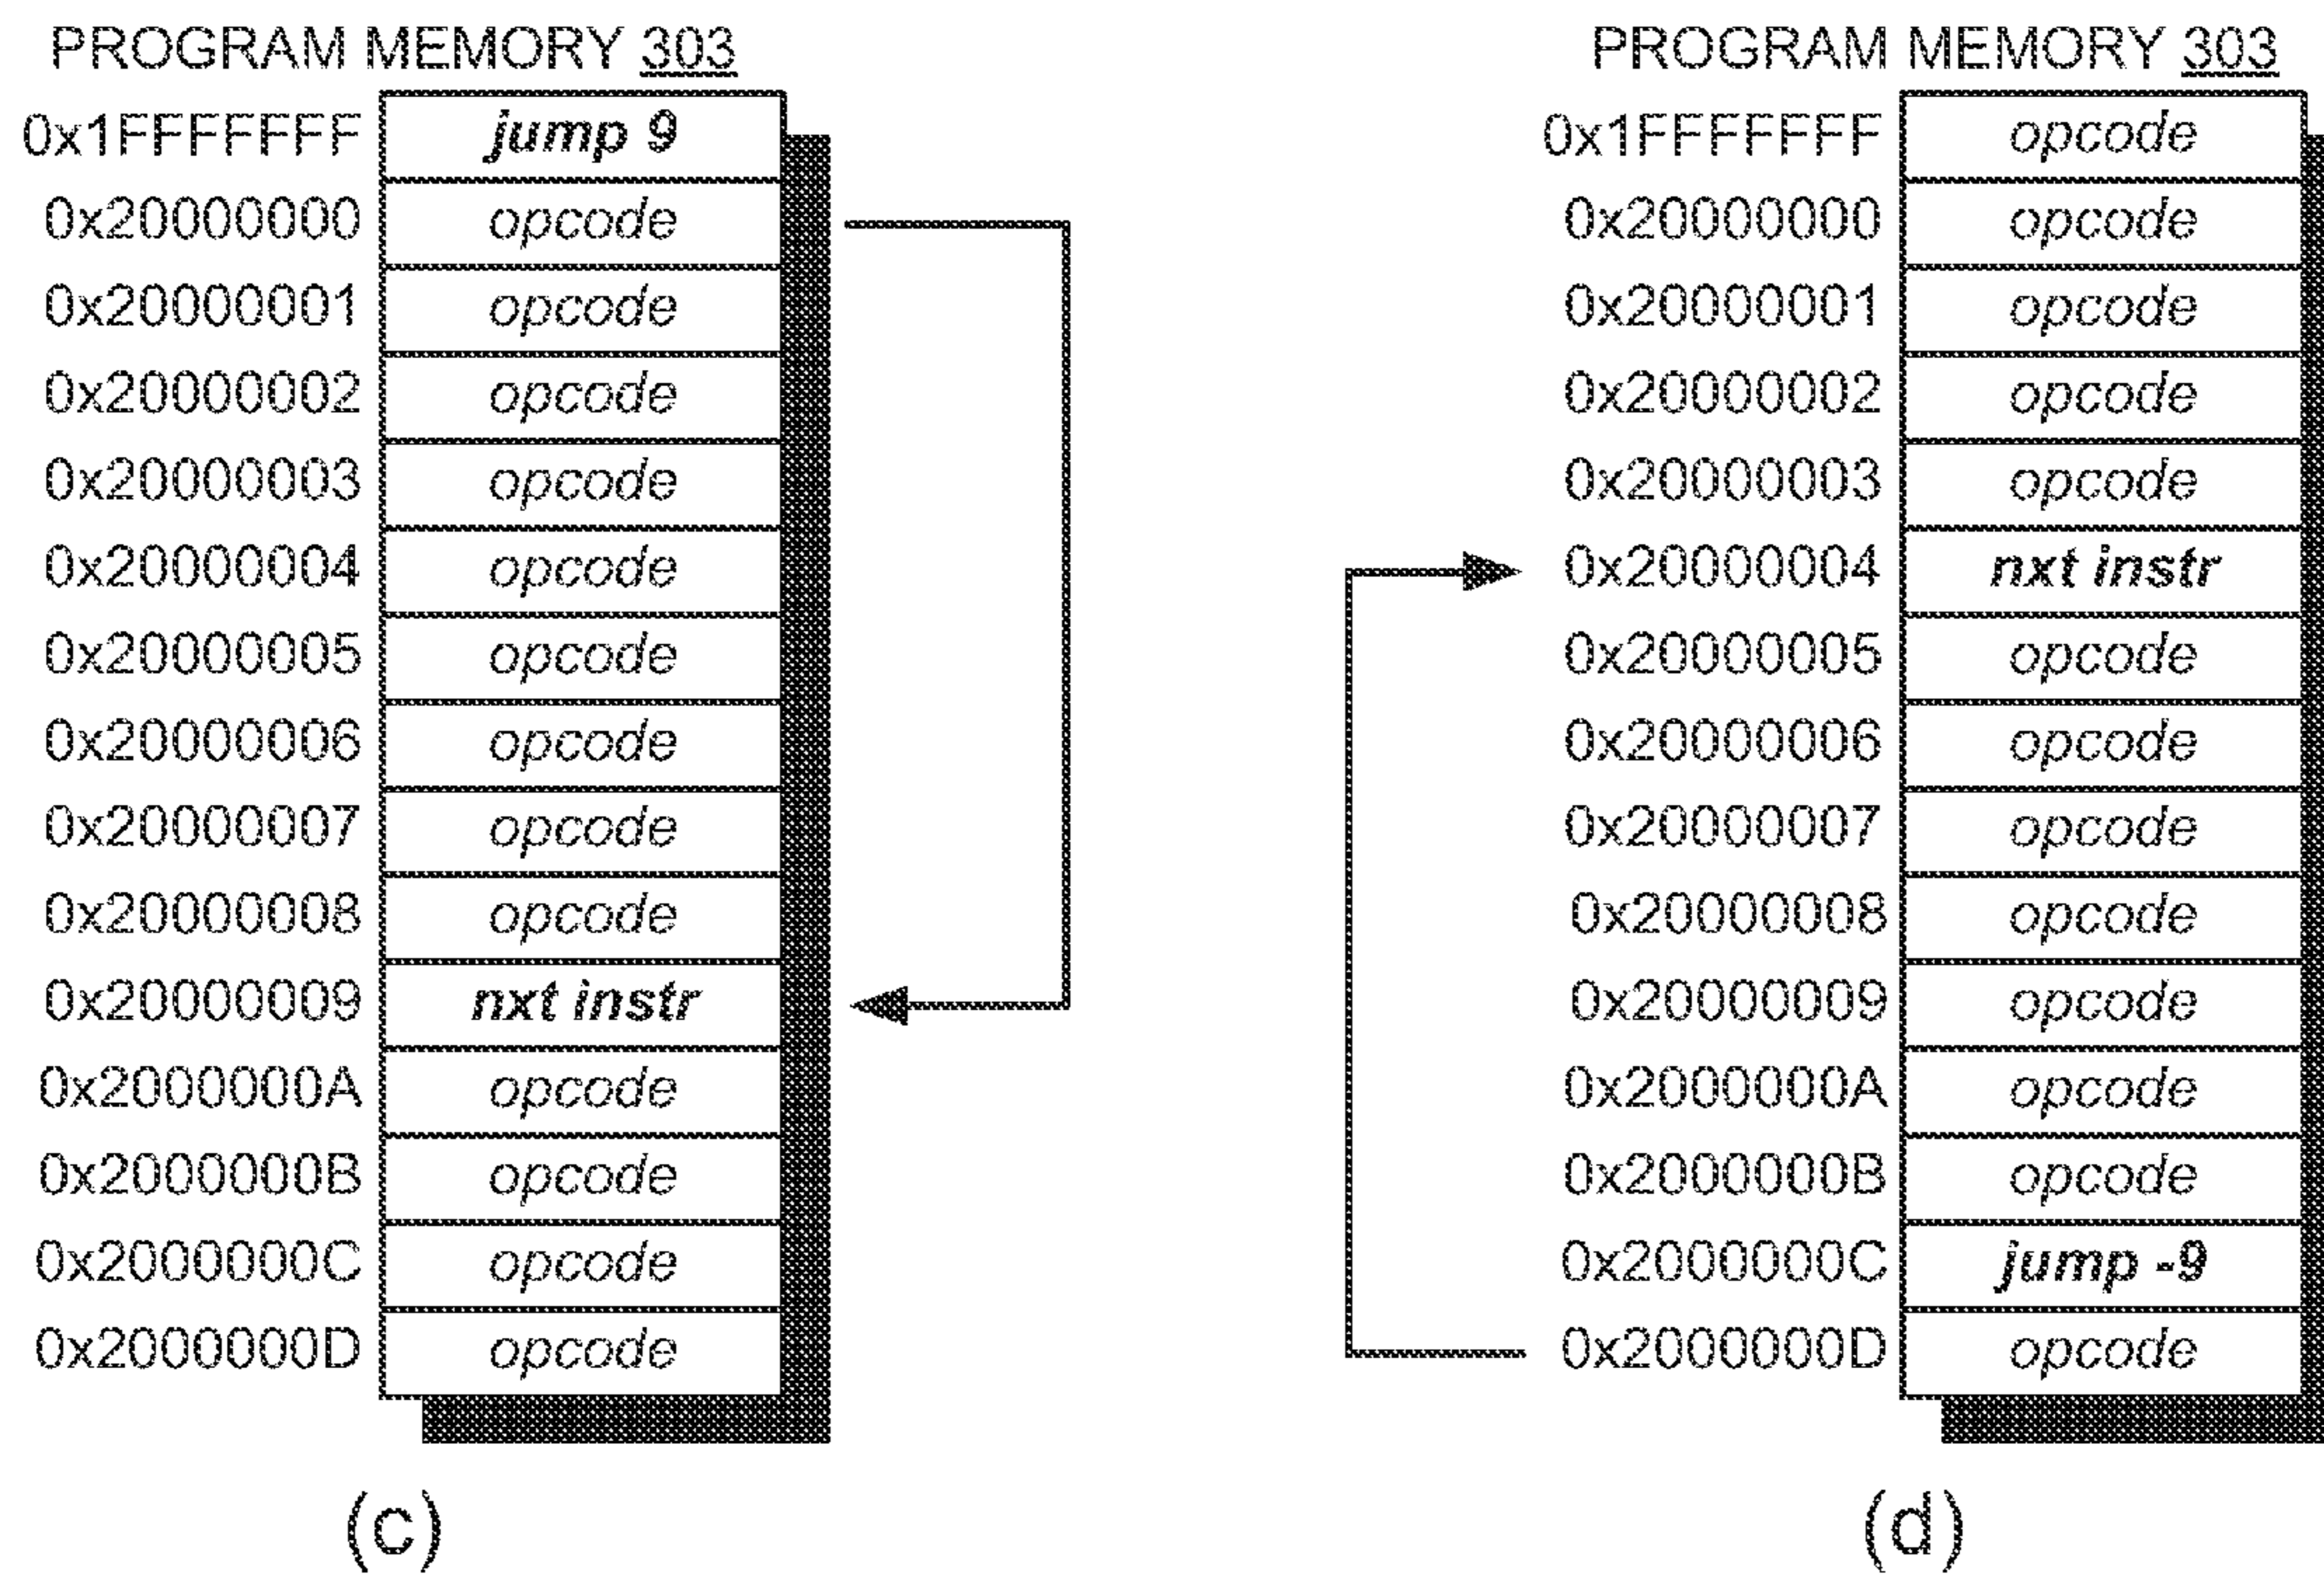 PROGRAM MEMORY 303
0x1FFFFFFF jump 9
0x20000000 opcode
0x20000001 opcode
0x20000002 opcode
0x20000003 opcode
0x20000004 opcode
0x20000005 opcode
0x20000006 opcode
0x20000007 opcode
0x20000008 opcode
0x20000009 nxt instr
0x2000000A opcode
0x2000000B opcode
0x2000000C opcode
0x2000000D opcode
(c)
PROGRAM MEMORY 303
0x1FFFFFFF opcode
0x20000000 opcode
0x20000001 opcode
0x20000002 opcode
0x20000003 opcode
0x20000004 nxt instr
0x20000005 opcode
0x20000006 opcode
0x20000007 opcode
0x20000008 opcode
0x20000009 opcode
0x2000000A opcode
0x2000000B opcode
0x2000000C jump -9
0x2000000D opcode
(d)